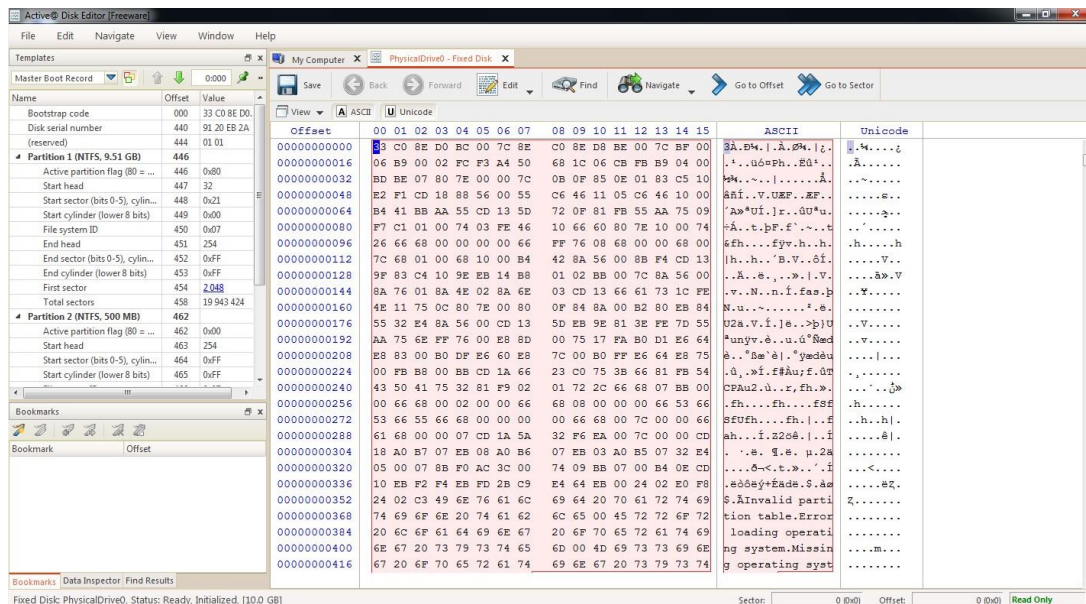 Active@ Disk Editor [Freeware]
File Edit Navigate View Window Help
Templates
My Computer X PhysicalDrive0 - Fixed Disk X
Master Boot Record 0:000
Save Back Forward Edit Find Navigate Go to Offset Go to Sector
View A ASCII U Unicode
Name Offset Value
Bootstrap code 000 33 C0 8E D0.
Disk serial number 440 91 20 EB 2A
(reserved) 444 01 01
Partition 1 (NTFS, 9.51 GB) 446
Active partition flag (80 = ... 446 0x80
Start head 447 32
Start sector (bits 0-5), cylin... 448 0x21
Start cylinder (lower 8 bits) 449 0x00
File system ID 450 0x07
End head 451 254
End sector (bits 0-5), cylin... 452 0xFF
End cylinder (lower 8 bits) 453 0xFF
First sector 454 2 048
Total sectors 458 19 943 424
Partition 2 (NTFS, 500 MB) 462
Active partition flag (80 = ... 462 0x00
Start head 463 254
Start sector (bits 0-5), cylin... 464 0xFF
Start cylinder (lower 8 bits) 465 0xFF
Bookmarks
Bookmark Offset
Bookmarks Data Inspector Find Results
Offset 00 01 02 03 04 05 06 07 08 09 10 11 12 13 14 15 ASCII Unicode
00000000000 33 C0 8E D0 BC 00 7C 8E C0 8E D8 BE 00 7C BF 00
00000000016 06 B9 00 02 FC F3 A4 50 68 1C 06 CB FB B9 04 00
00000000032 BD BE 07 80 7E 00 00 7C 0B 0F 85 0E 01 83 C5 10
00000000048 E2 F1 CD 18 88 56 00 55 C6 46 11 05 C6 46 10 00
00000000064 B4 41 BB AA 55 CD 13 5D 72 0F 81 FB 55 AA 75 09
00000000080 F7 C1 01 00 74 03 FE 46 10 66 60 80 7E 10 00 74
00000000096 26 66 68 00 00 00 00 66 FF 76 08 68 00 00 68 00
00000000112 7C 68 01 00 68 10 00 B4 42 8A 56 00 8B F4 CD 13
00000000128 9F 83 C4 10 9E EB 14 B8 01 02 BB 00 7C 8A 56 00
00000000144 8A 76 01 8A 4E 02 8A 6E 03 CD 13 66 61 73 1C FE
00000000160 4E 11 75 0C 80 7E 00 80 0F 84 8A 00 B2 80 EB 84
00000000176 55 32 E4 8A 56 00 CD 13 5D EB 9E 81 3E FE 7D 55
00000000192 AA 75 6E FF 76 00 E8 8D 00 75 17 FA B0 D1 E6 64
00000000208 E8 83 00 B0 DF E6 60 E8 7C 00 B0 FF E6 64 E8 75
00000000224 00 FB B8 00 BB CD 1A 66 23 C0 75 3B 66 81 FB 54
00000000240 43 50 41 75 32 81 F9 02 01 72 2C 66 68 07 BB 00
00000000256 00 66 68 00 02 00 00 66 68 08 00 00 00 66 53 66
00000000272 53 66 55 66 68 00 00 00 00 66 68 00 7C 00 00 66
00000000288 61 68 00 00 07 CD 1A 5A 32 F6 EA 00 7C 00 00 CD
00000000304 18 A0 B7 07 EB 08 A0 B6 07 EB 03 A0 B5 07 32 E4
00000000320 05 00 07 8B F0 AC 3C 00 74 09 BB 07 00 B4 0E CD
00000000336 10 EB F2 F4 EB FD 2B C9 E4 64 EB 00 24 02 E0 F8
00000000352 24 02 C3 49 6E 76 61 6C 69 64 20 70 61 72 74 69 $.ÃInvalid parti
00000000368 74 69 6F 6E 20 74 61 62 6C 65 00 45 72 72 6F 72 tion table.Error
00000000384 20 6C 6F 61 64 69 6E 67 20 6F 70 65 72 61 74 69 loading operati
00000000400 6E 67 20 73 79 73 74 65 6D 00 4D 69 73 73 69 6E ng system.Missin
00000000416 67 20 6F 70 65 72 61 74 69 6E 67 20 73 79 73 74 g operating syst
Fixed Disk: PhysicalDrive0, Status: Ready, Initialized, [10.0 GB] Sector: 0 (0x0) Offset: 0 (0x0) Read Only